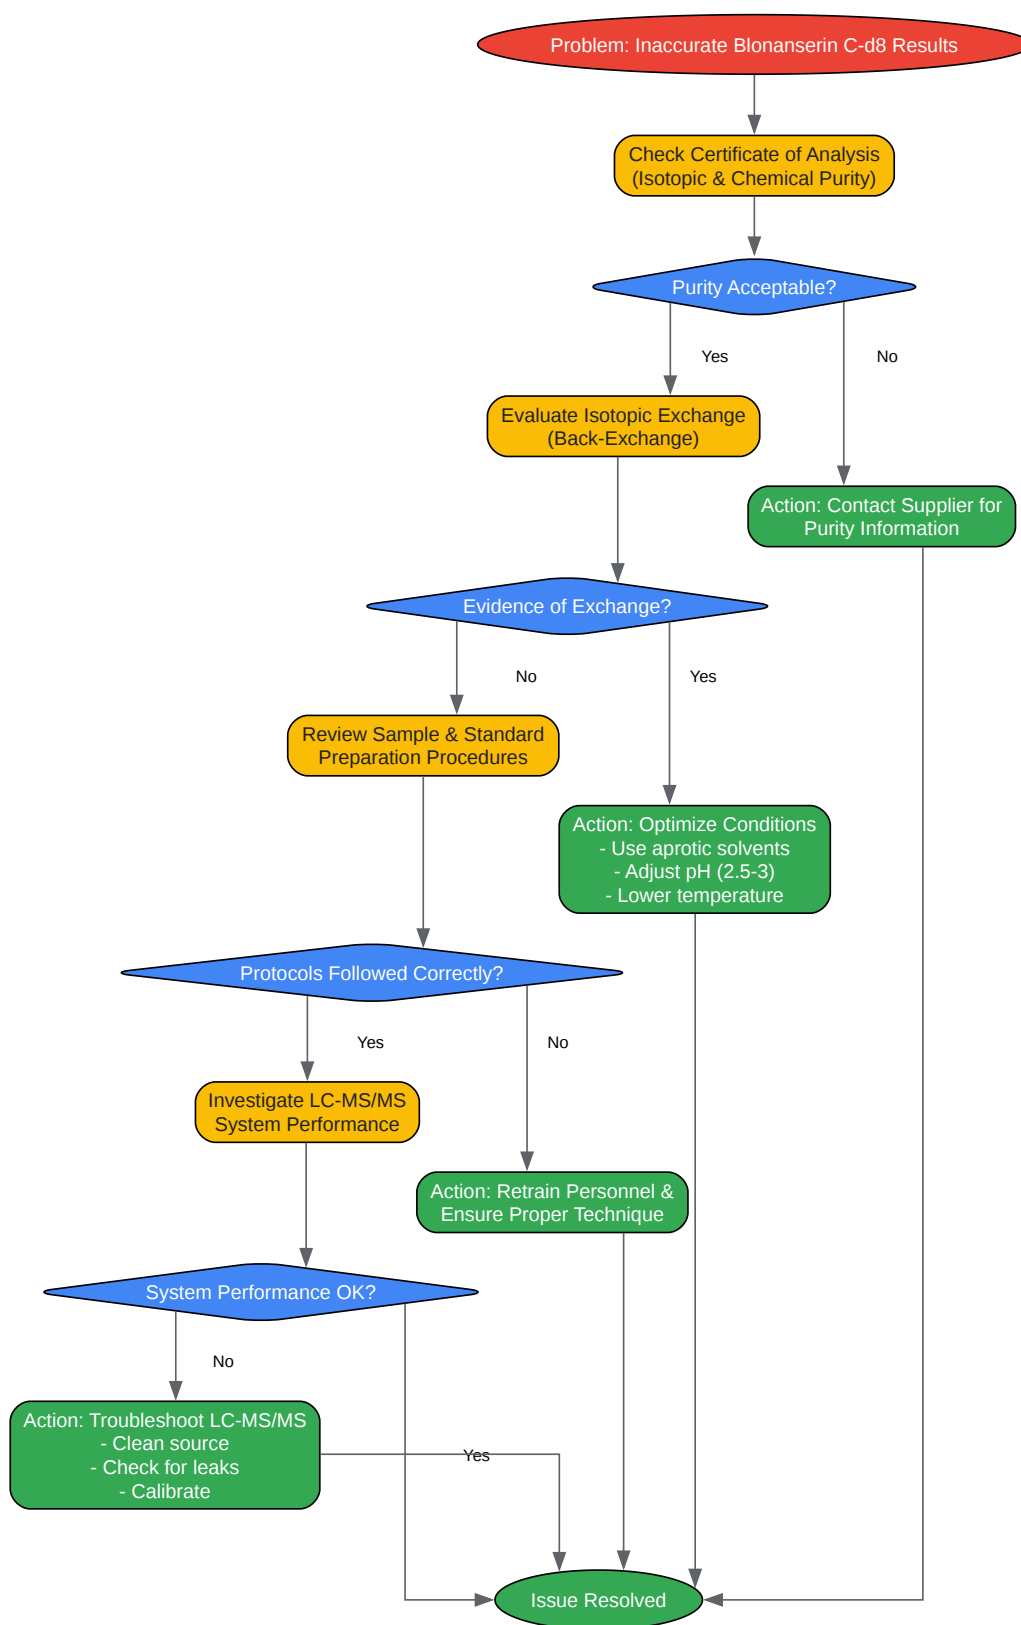 Problem: Inaccurate Blonanserin C-d8 Results
Check Certificate of Analysis
(Isotopic & Chemical Purity)
Purity Acceptable?
Yes
No
Evaluate Isotopic Exchange
(Back-Exchange)
Action: Contact Supplier for
Purity Information
Evidence of Exchange?
No
Yes
Review Sample & Standard
Preparation Procedures
Action: Optimize Conditions
- Use aprotic solvents
- Adjust pH (2.5-3)
- Lower temperature
Protocols Followed Correctly?
Yes
No
Investigate LC-MS/MS
System Performance
Action: Retrain Personnel &
Ensure Proper Technique
System Performance OK?
No
Action: Troubleshoot LC-MS/MS
- Clean source
- Check for leaks
- Calibrate
Yes
Issue Resolved